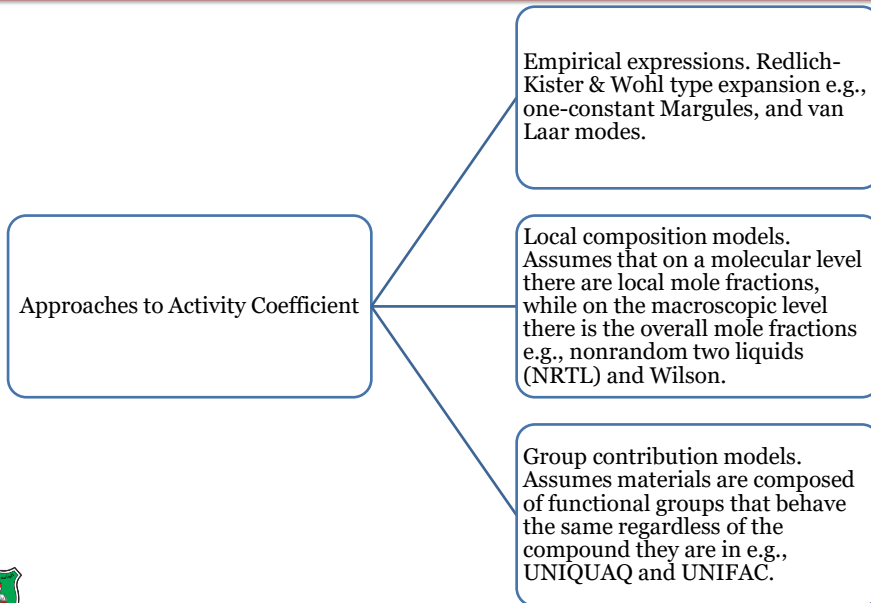 Empirical expressions. Redlich-
Kister & Wohl type expansion e.g.,
one-constant Margules, and van
Laar modes.
Approaches to Activity Coefficient
Local composition models.
Assumes that on a molecular level
there are local mole fractions,
while on the macroscopic level
there is the overall mole fractions
e.g., nonrandom two liquids
(NRTL) and Wilson.
Group contribution models.
Assumes materials are composed
of functional groups that behave
the same regardless of the
compound they are in e.g.,
UNIQUAQ and UNIFAC.